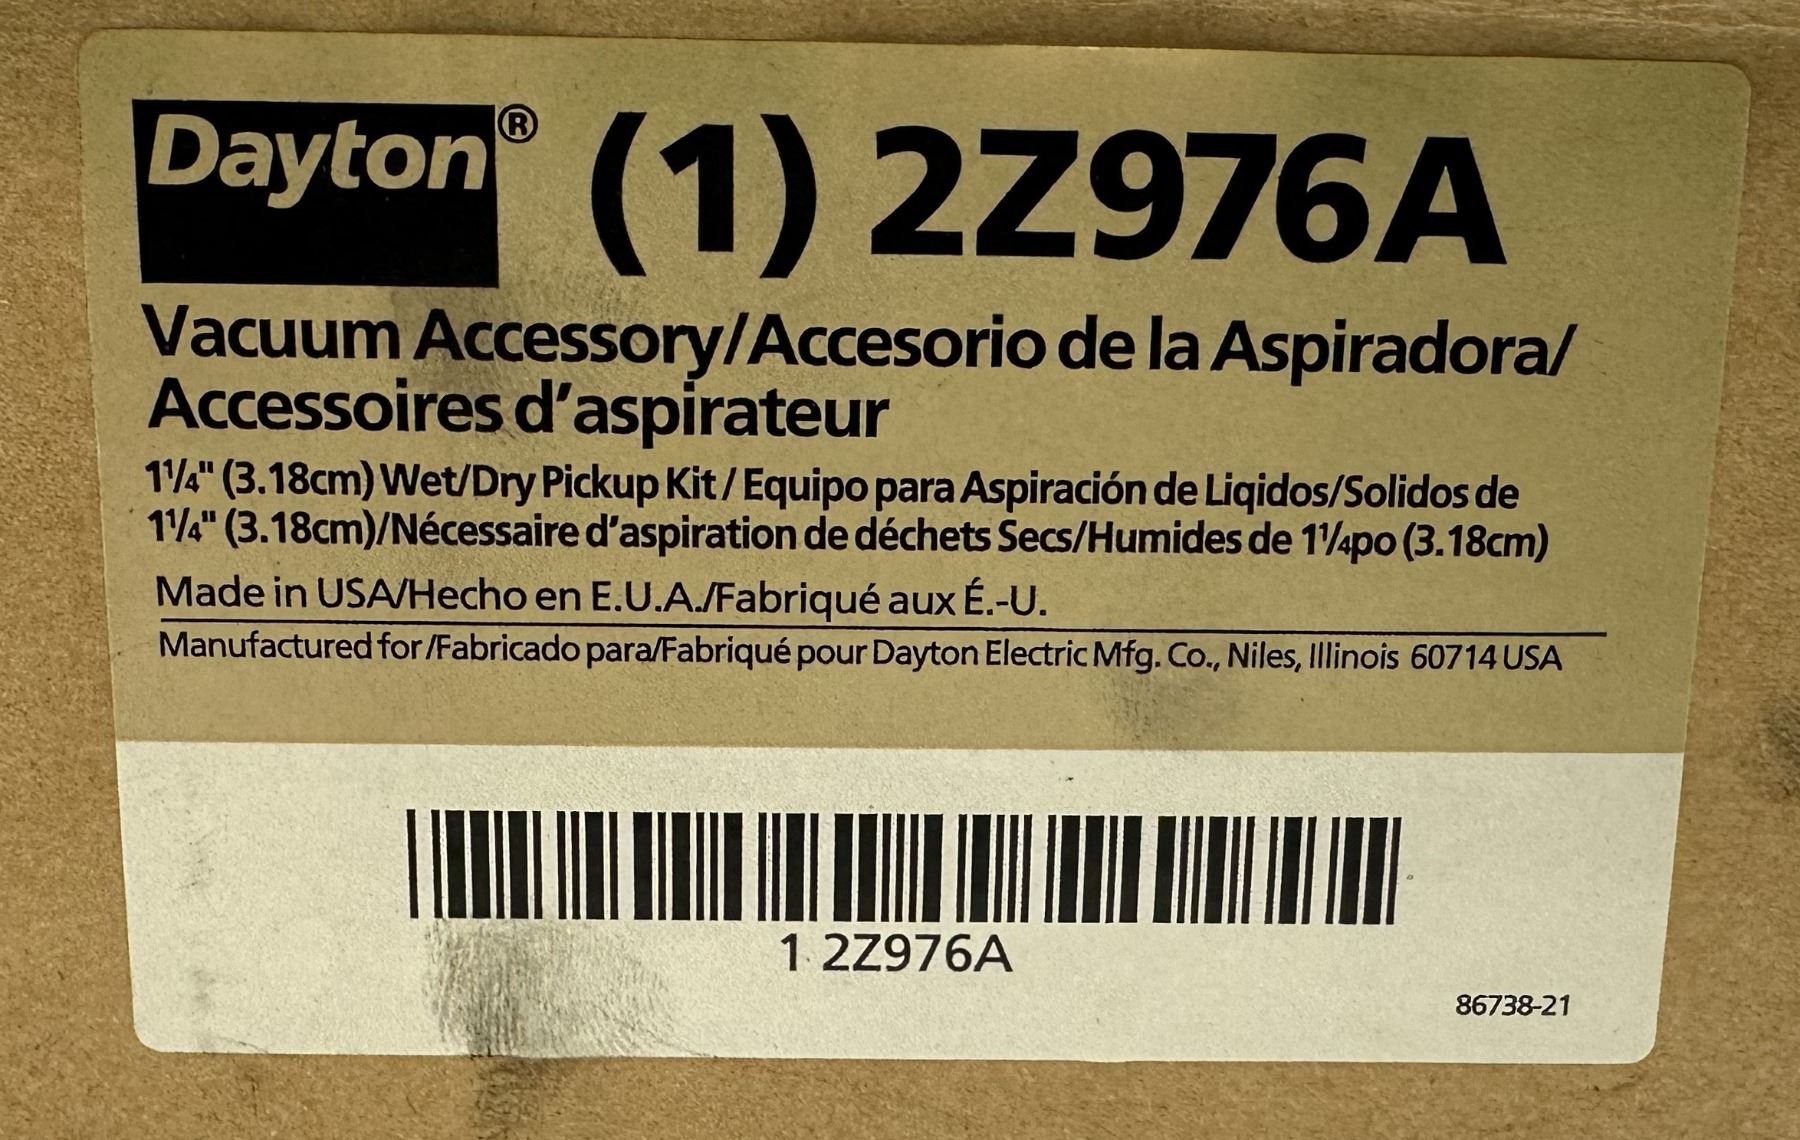 Dayton® (1) 2Z976A
Vacuum Accessory/Accesorio de la Aspiradora/
Accessoires d'aspirateur
1¼" (3.18cm) Wet/Dry Pickup Kit / Equipo para Aspiración de Liqidos/Solidos de
1¼" (3.18cm)/Nécessaire d'aspiration de déchets Secs/Humides de 1¼po (3.18cm)
Made in USA/Hecho en E.U.A./Fabriqué aux É.-U.
Manufactured for/Fabricado para/Fabriqué pour Dayton Electric Mfg. Co., Niles, Illinois 60714 USA
1 2Z976A
86738-21